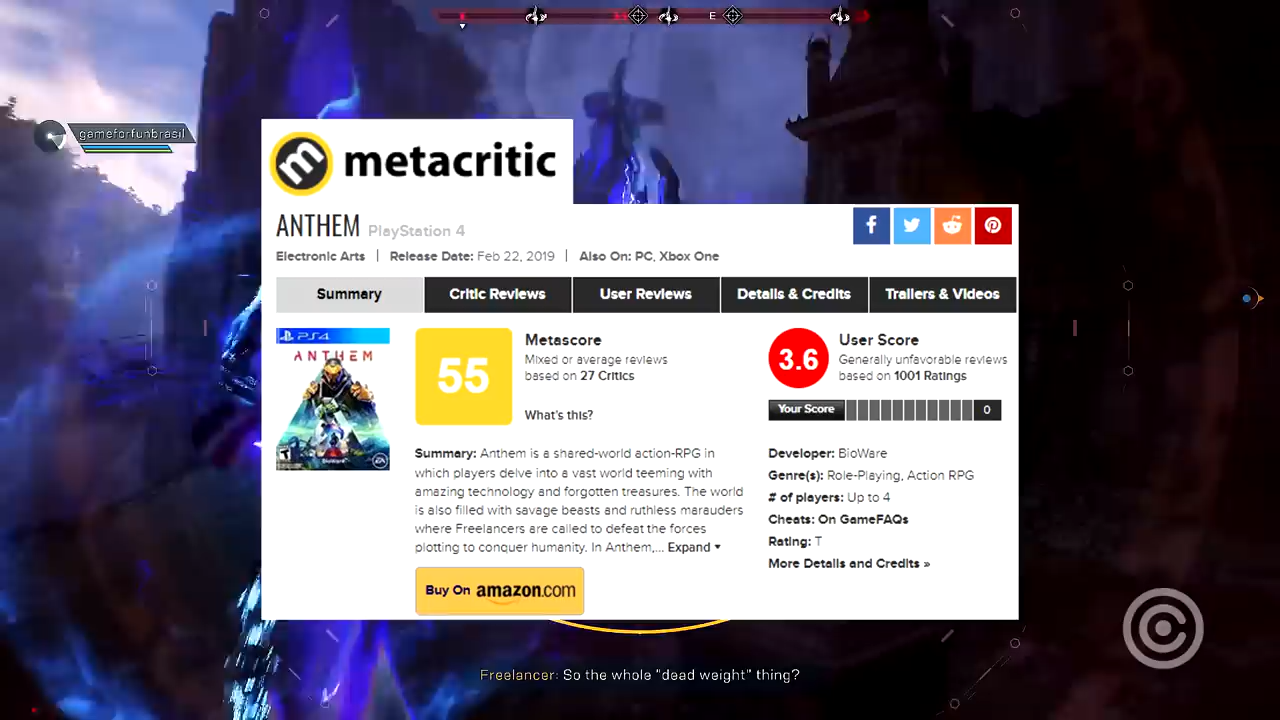 E
gameforfunbrasil
metacritic
ANTHEM PlayStation 4
Electronic Arts | Release Date: Feb 22, 2019 | Also On: PC, Xbox One
Summary Critic Reviews User Reviews Details & Credits Trailers & Videos
PS4
ANTHEM
BioWare
EA
55
Metascore
Mixed or average reviews
based on 27 Critics
What's this?
3.6
User Score
Generally unfavorable reviews
based on 1001 Ratings
Your Score 0
Summary: Anthem is a shared-world action-RPG in
which players delve into a vast world teeming with
amazing technology and forgotten treasures. The world
is also filled with savage beasts and ruthless marauders
where Freelancers are called to defeat the forces
plotting to conquer humanity. In Anthem,... Expand
Buy On amazon.com
Developer: BioWare
Genre(s): Role-Playing, Action RPG
# of players: Up to 4
Cheats: On GameFAQs
Rating: T
More Details and Credits »
Freelancer: So the whole "dead weight" thing?